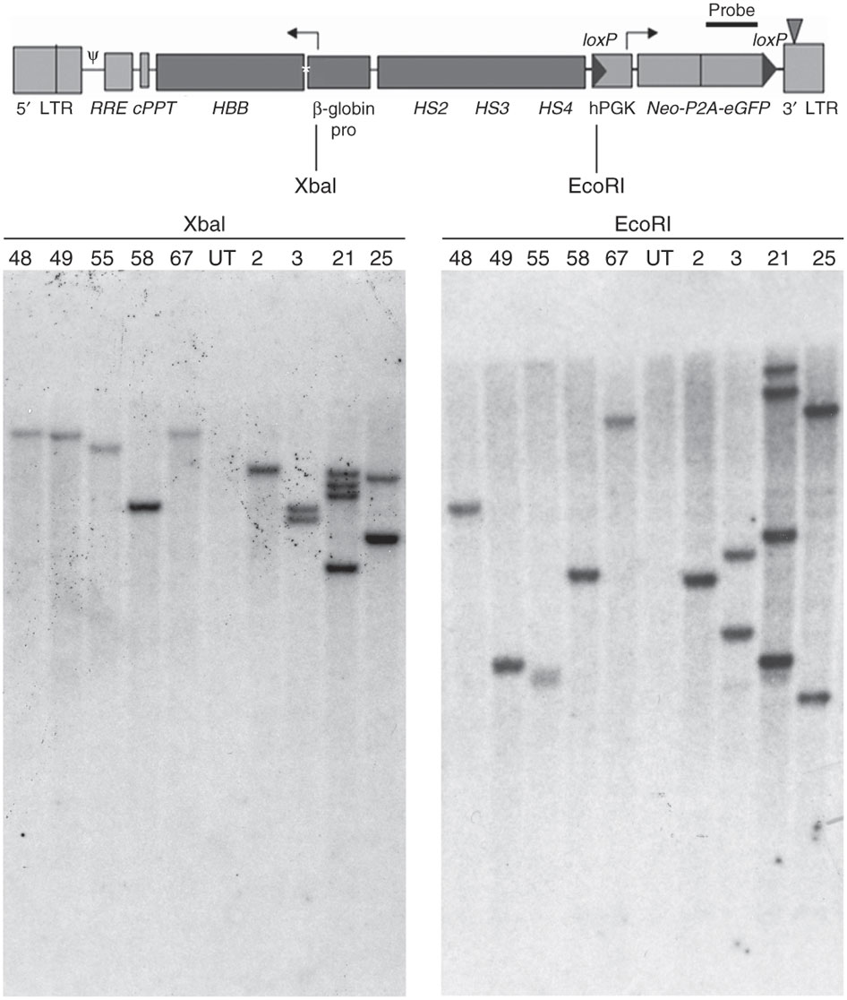 Probe
loxP loxP
ψ
*
5′ LTR RRE cPPT HBB β-globin pro HS2 HS3 HS4 hPGK Neo-P2A-eGFP 3′ LTR
XbaI EcoRI
XbaI EcoRI
48 49 55 58 67 UT 2 3 21 25 48 49 55 58 67 UT 2 3 21 25